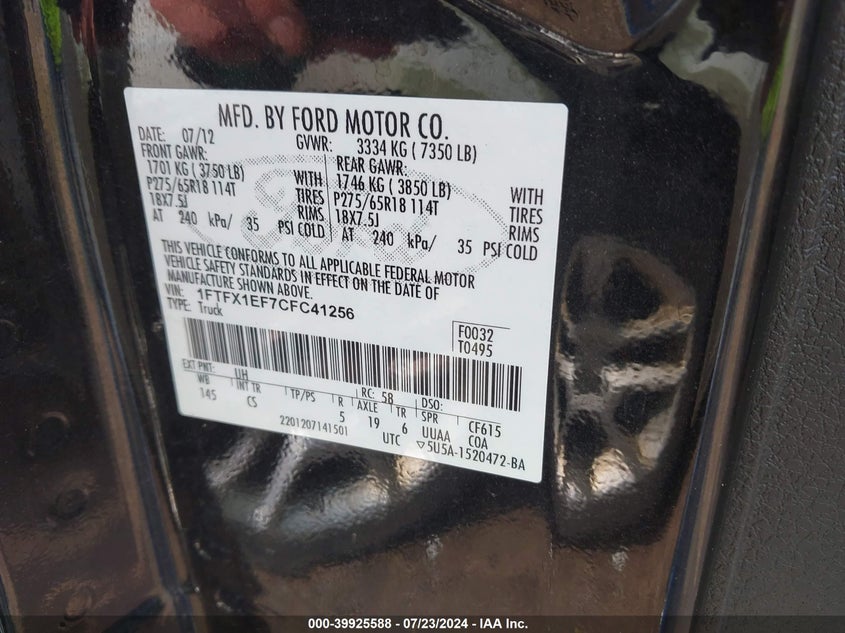 MFD. BY FORD MOTOR CO.
DATE: 07/12 GVWR: 3334 KG ( 7350 LB)
FRONT GAWR: REAR GAWR:
1701 KG ( 3750 LB) WITH 1746 KG ( 3850 LB) WITH
P275/65R18 114T TIRES P275/65R18 114T TIRES
18X7.5J RIMS 18X7.5J RIMS
AT 240 kPa/ 35 PSI COLD AT 240 kPa/ 35 PSI COLD
THIS VEHICLE CONFORMS TO ALL APPLICABLE FEDERAL MOTOR
VEHICLE SAFETY STANDARDS IN EFFECT ON THE DATE OF
MANUFACTURE SHOWN ABOVE.
VIN: 1FTFX1EF7CFC41256
TYPE: Truck
F0032
T0495
EXT PNT: UH RC: 5B DSO:
WB INT TR TP/PS R AXLE TR SPR CF615
145 CS 5 19 6 UUAA COA
2201207141501 UTC ▽5U5A-1520472-BA
000-39925588 - 07/23/2024 - IAA Inc.